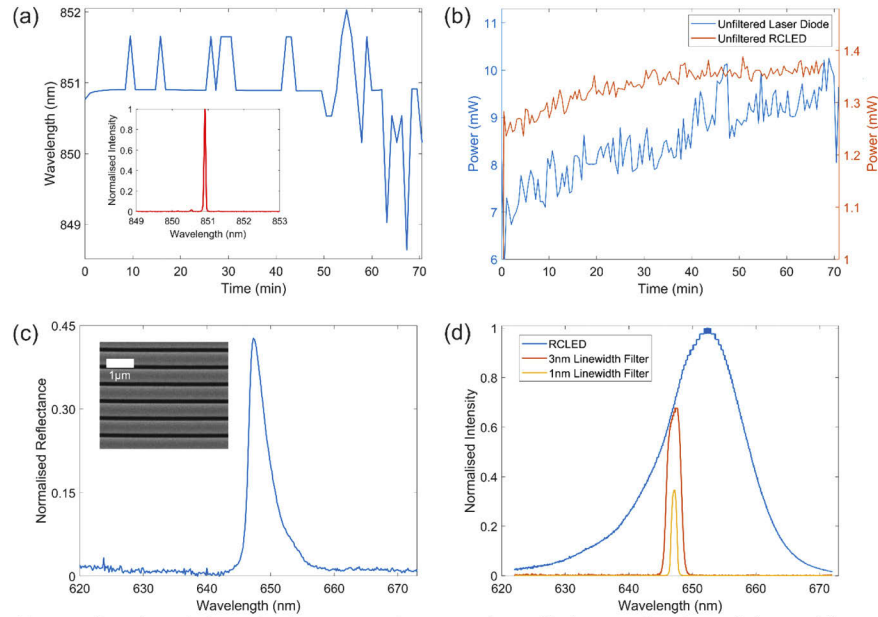 (a)
852
851
850
849
Wavelength (nm)
0 10 20 30 40 50 60 70
Time (min)
1
0.8
0.6
0.4
0.2
0
Normalised Intensity
849 850 851 852 853
Wavelength (nm)
(b)
11
10
9
8
7
6
Power (mW)
Unfiltered Laser Diode
Unfiltered RCLED
1.4
1.3
1.2
1.1
1
Power (mW)
0 10 20 30 40 50 60 70
Time (min)
(c)
0.45
0.30
0.15
0
Normalised Reflectance
1μm
620 630 640 650 660 670
Wavelength (nm)
(d)
1
0.8
0.6
0.4
0.2
0
Normalised Intensity
RCLED
3nm Linewidth Filter
1nm Linewidth Filter
620 630 640 650 660 670
Wavelength (nm)